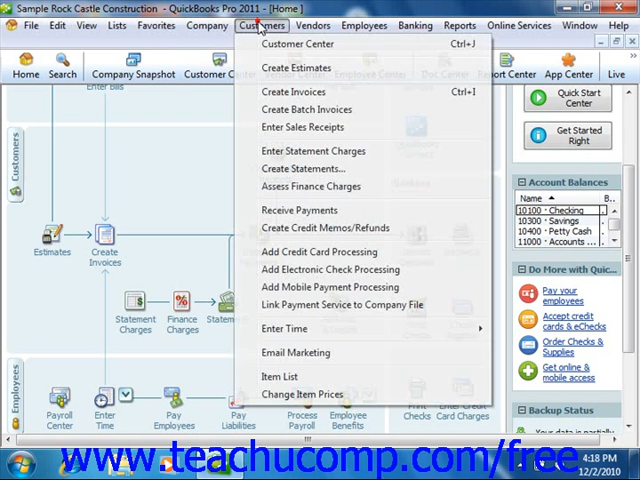 Sample Rock Castle Construction - QuickBooks Pro 2011 - [Home ]
File Edit View Lists Favorites Company Customers Vendors Employees Banking Reports Online Services Window Help
Home Search Company Snapshot Customer Report Center App Center Live
Enter Bills
Customers
Estimates
Create Invoices
Statement Charges
Finance Charges
Employees
Payroll Center
Enter Time
Pay Employees
Pay Liabilities
Process Payroll
Employee Benefits
Customer Center Ctrl+J
Create Estimates
Create Invoices Ctrl+I
Create Batch Invoices
Enter Sales Receipts
Enter Statement Charges
Create Statements...
Assess Finance Charges
Receive Payments
Create Credit Memos/Refunds
Add Credit Card Processing
Add Electronic Check Processing
Add Mobile Payment Processing
Link Payment Service to Company File
Enter Time
Email Marketing
Item List
Change Item Prices
Quick Start Center
Get Started Right
Account Balances
Name B
10100 · Checking
10300 · Savings
10400 · Petty Cash
11000 · Accounts ...
Do More with Quic...
Pay your employees
Accept credit cards & eChecks
Order Checks & Supplies
Get online & mobile access
Backup Status
Your data is partially
www.teachucomp.com/free
4:18 PM
12/2/2010